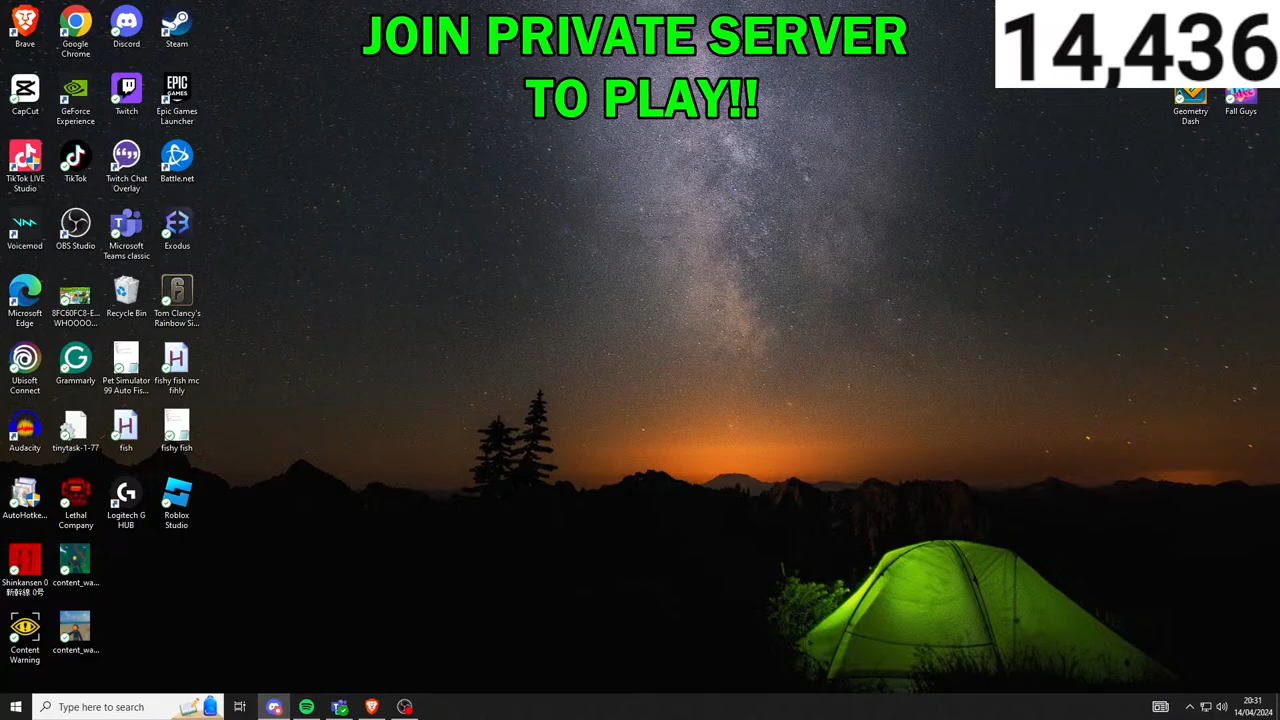 JOIN PRIVATE SERVER
TO PLAY!!
14,436
Brave
Google
Chrome
Discord
Steam
CapCut
GeForce
Experience
Twitch
EPIC
GAMES
Epic Games
Launcher
Geometry
Dash
Fall Guys
TikTok LIVE
Studio
TikTok
Twitch Chat
Overlay
Battle.net
Voicemod
OBS Studio
Microsoft
Teams classic
Exodus
Microsoft
Edge
8FC60FC8-E...
WHOOOO...
Recycle Bin
Tom Clancy's
Rainbow Si...
Ubisoft
Connect
Grammarly
Pet Simulator
99 Auto Fis...
fishy fish mc
fihly
Audacity
tinytask-1-77
fish
fishy fish
AutoHotke...
Lethal
Company
Logitech G
HUB
Roblox
Studio
Shinkansen 0
新幹線 0号
content_wa...
Content
Warning
content_wa...
Type here to search
20:31
14/04/2024